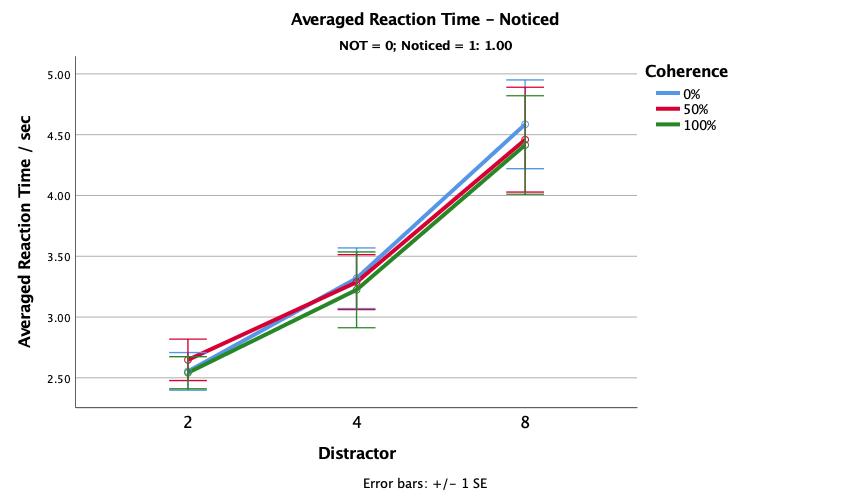 Averaged Reaction Time – Noticed
NOT = 0; Noticed = 1: 1.00
Averaged Reaction Time / sec
5.00
4.50
4.00
3.50
3.00
2.50
2
4
8
Distractor
Error bars: +/− 1 SE
Coherence
0%
50%
100%